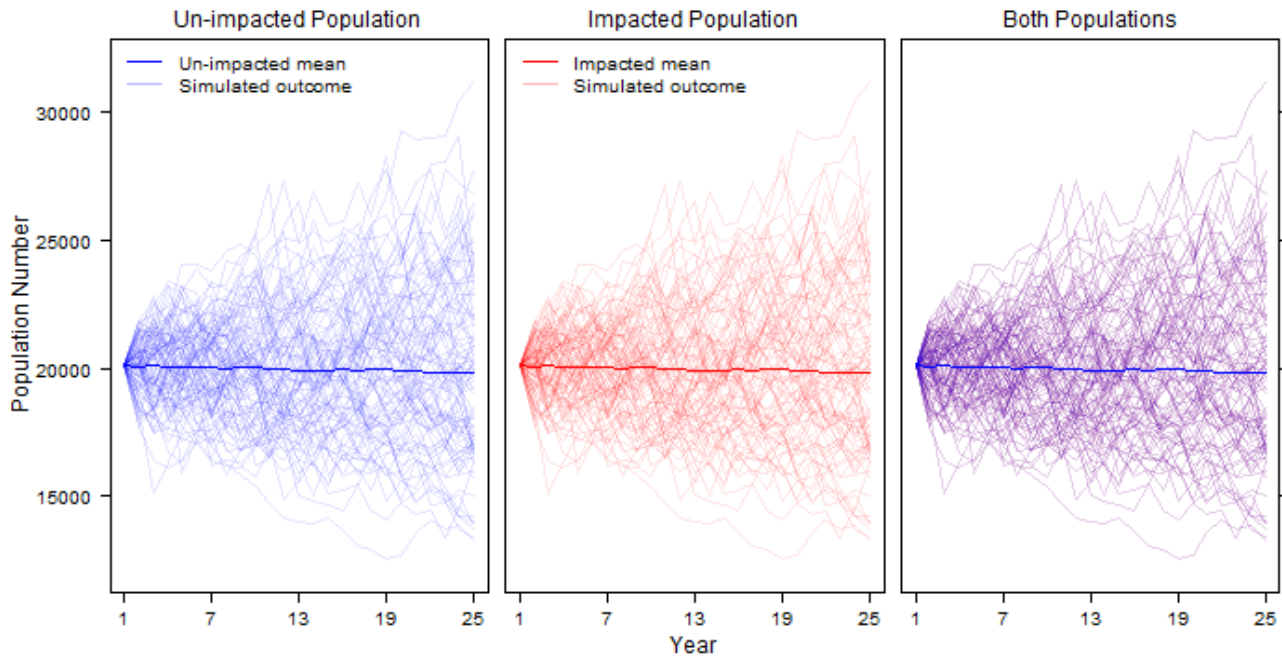 Un-impacted Population
Impacted Population
Both Populations
Un-impacted mean
Simulated outcome
Impacted mean
Simulated outcome
Population Number
30000
25000
20000
15000
1 7 13 19 25
1 7 13 19 25
1 7 13 19 25
Year